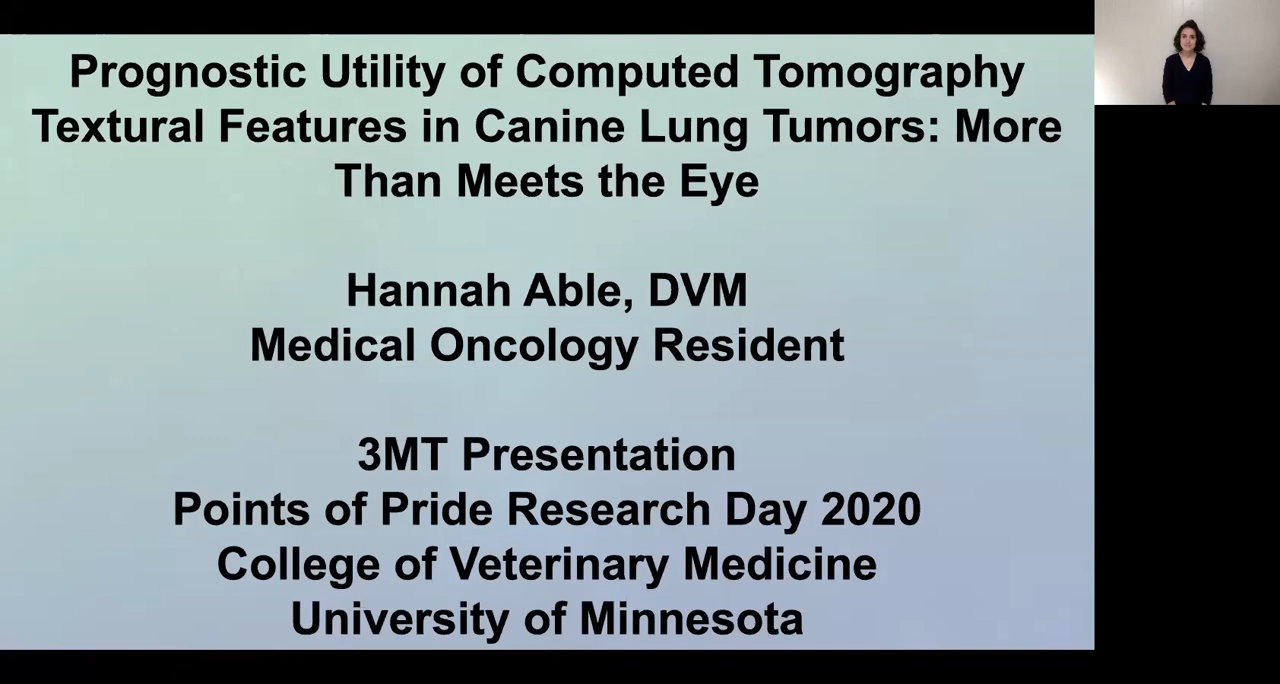 Prognostic Utility of Computed Tomography
Textural Features in Canine Lung Tumors: More
Than Meets the Eye
Hannah Able, DVM
Medical Oncology Resident
3MT Presentation
Points of Pride Research Day 2020
College of Veterinary Medicine
University of Minnesota